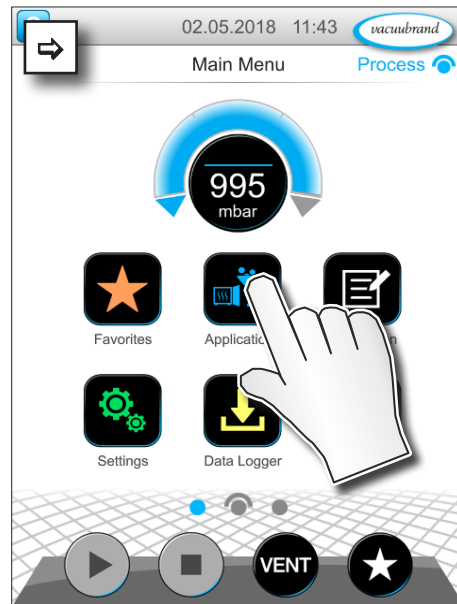 02.05.2018 11:43 vacuubrand
Main Menu Process
995
mbar
Favorites
Settings Data Logger
VENT